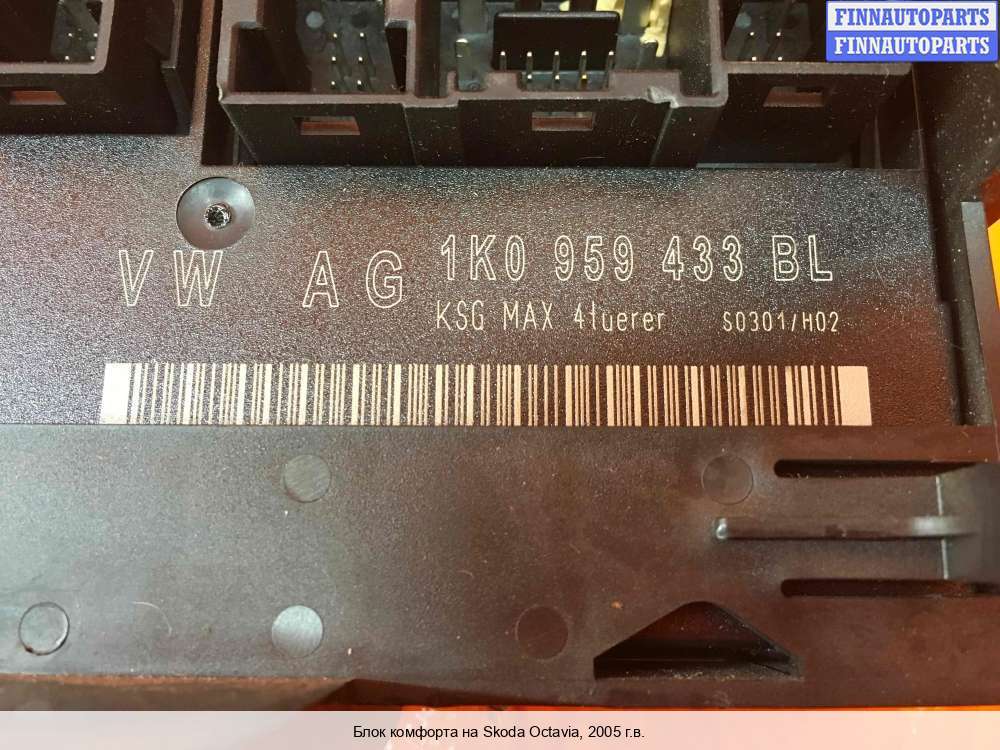 FINNAUTOPARTS
FINNAUTOPARTS
VW AG 1K0 959 433 BL
KSG MAX 4tuerer S0301/H02
Блок комфорта на Skoda Octavia, 2005 г.в.